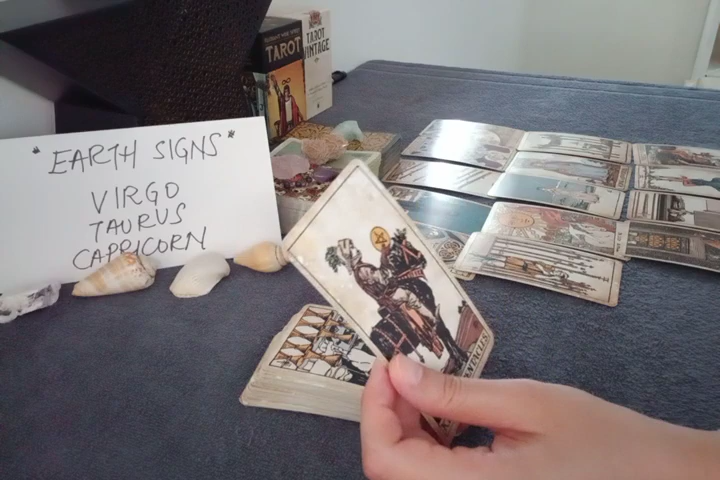 "EARTH SIGNS"
VIRGO
TAURUS
CAPRICORN
TAROT
TAROT
VINTAGE